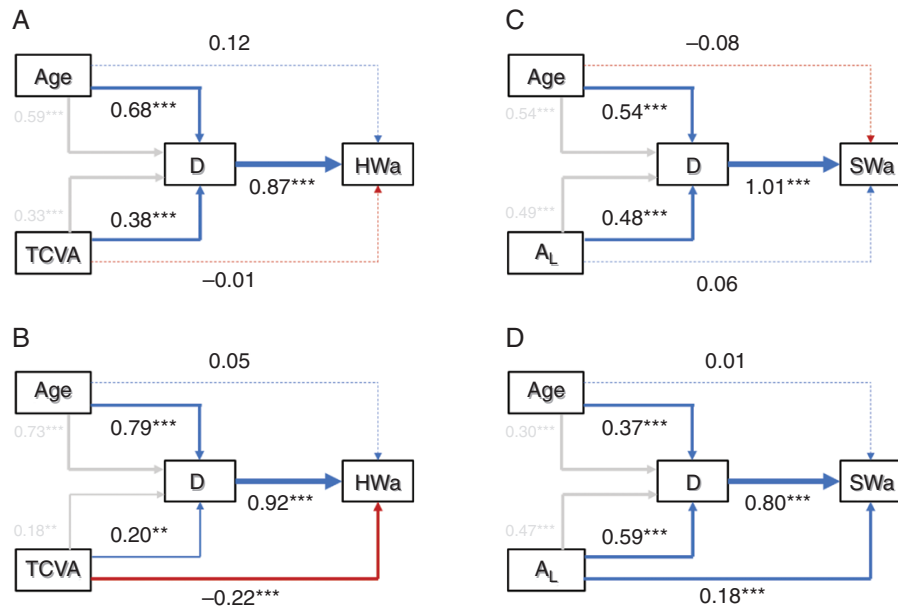 A
0.12
Age
0.59***
0.68***
D
0.87***
HWa
0.33***
0.38***
TCVA
–0.01
B
0.05
Age
0.73***
0.79***
D
0.92***
HWa
0.18**
0.20**
TCVA
–0.22***
C
–0.08
Age
0.54***
0.54***
D
1.01***
SWa
0.49***
0.48***
AL
0.06
D
0.01
Age
0.30***
0.37***
D
0.80***
SWa
0.47***
0.59***
AL
0.18***